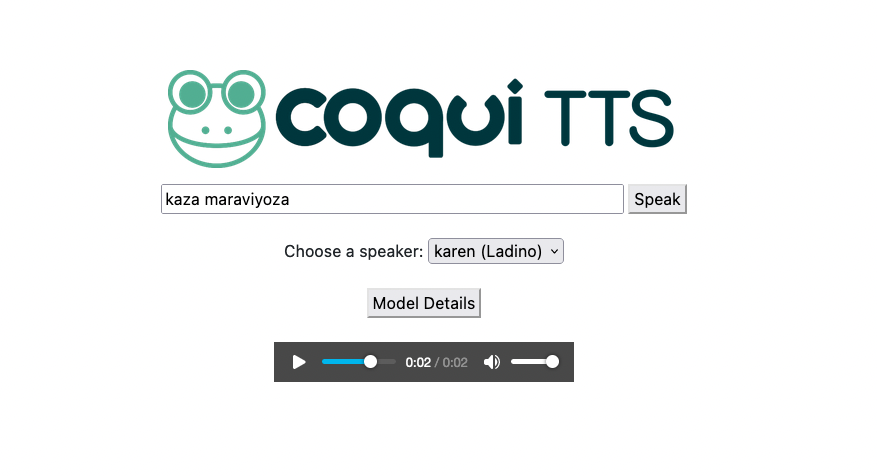 coqui TTS
kaza maraviyoza Speak
Choose a speaker: karen (Ladino)
Model Details
0:02 / 0:02